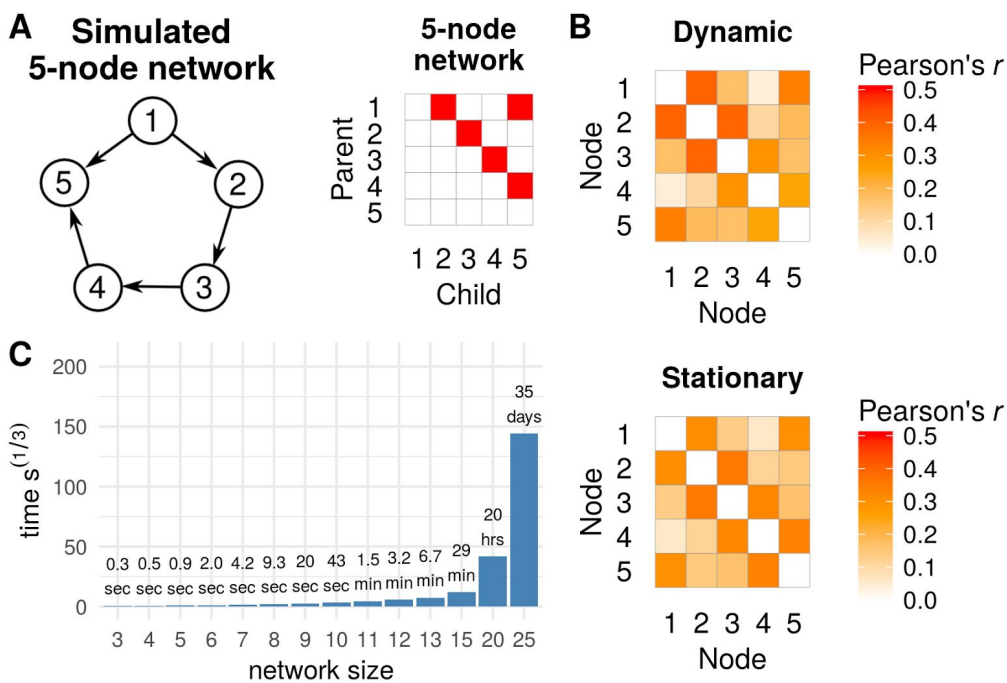 A
Simulated
5-node network
1
5
2
4
3
5-node
network
Parent
1
2
3
4
5
1 2 3 4 5
Child
B
Dynamic
Node
1
2
3
4
5
1 2 3 4 5
Node
Pearson's r
0.5
0.4
0.3
0.2
0.1
0.0
C
time s(1/3)
200
150
100
50
0
0.3 0.5 0.9 2.0 4.2 9.3 20 43 1.5 3.2 6.7 29 20 35
sec sec sec sec sec sec sec sec min min min min hrs days
3 4 5 6 7 8 9 10 11 12 13 15 20 25
network size
Stationary
Node
1
2
3
4
5
1 2 3 4 5
Node
Pearson's r
0.5
0.4
0.3
0.2
0.1
0.0